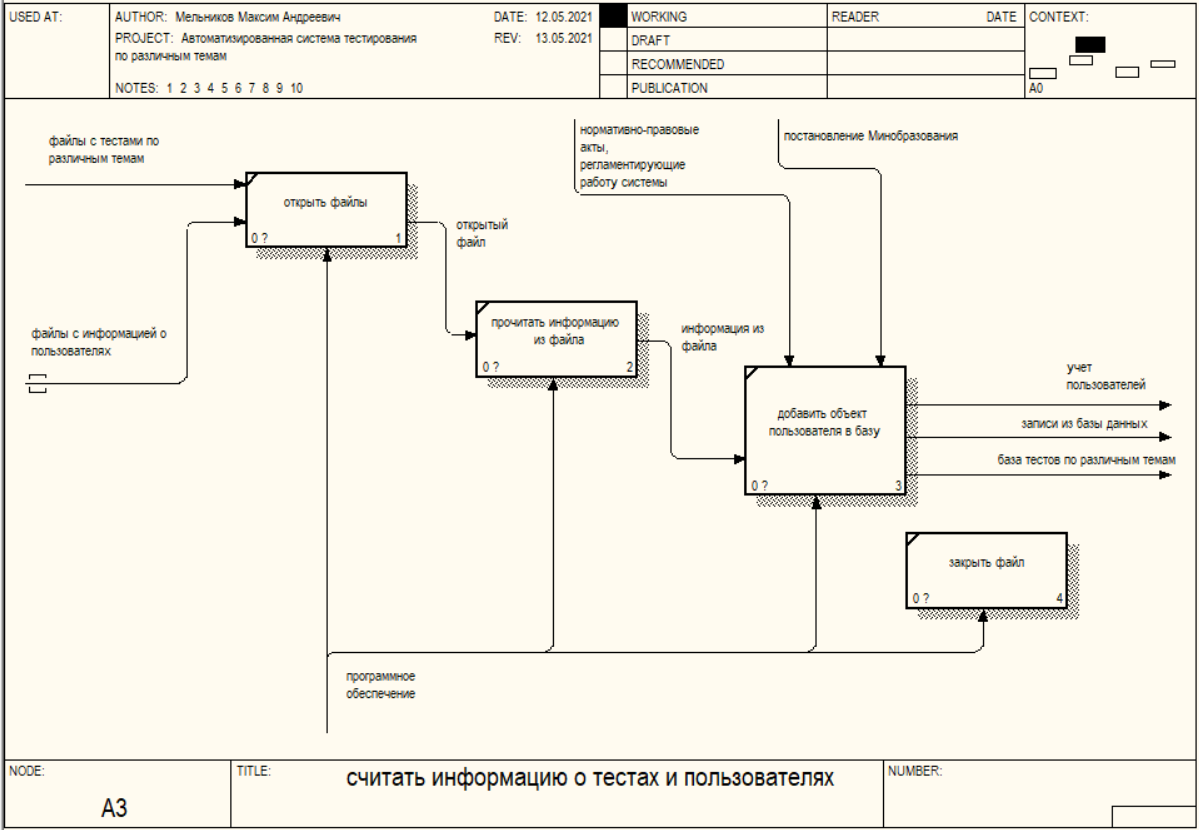 USED AT:
AUTHOR: Мельников Максим Андреевич
DATE: 12.05.2021
PROJECT: Автоматизированная система тестирования
по различным темам
REV: 13.05.2021
NOTES: 1 2 3 4 5 6 7 8 9 10
WORKING
DRAFT
RECOMMENDED
PUBLICATION
READER
DATE
CONTEXT:
A0
файлы с тестами по
различным темам
нормативно-правовые
акты,
регламентирующие
работу системы
постановление Минобразования
открыть файлы
0 ?
1
открытый
файл
файлы с информацией о
пользователях
прочитать информацию
из файла
0 ?
2
информация из
файла
добавить объект
пользователя в базу
0 ?
3
учет
пользователей
записи из базы данных
база тестов по различным темам
закрыть файл
0 ?
4
программное
обеспечение
NODE:
A3
TITLE:
считать информацию о тестах и пользователях
NUMBER: